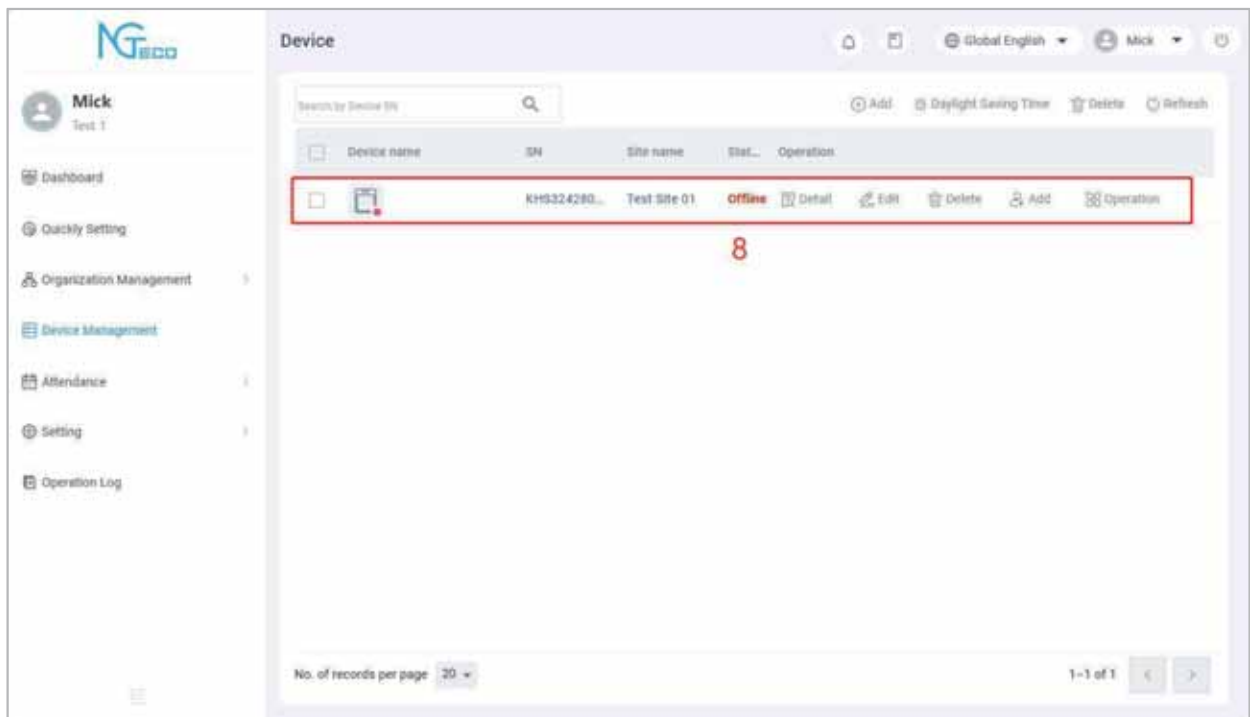 NGTECO
Device
Global English
Mick
Mick
Test 1
Search by Device SN
Add
Daylight Saving Time
Delete
Refresh
Device name
SN
Site name
Stat...
Operation
Dashboard
Offline
Test Site 01
Detail
Edit
Delete
Add
Operation
Quickly Setting
8
Organization Management
Device Management
Attendance
Setting
Operation Log
No. of records per page
20
1-1 of 1